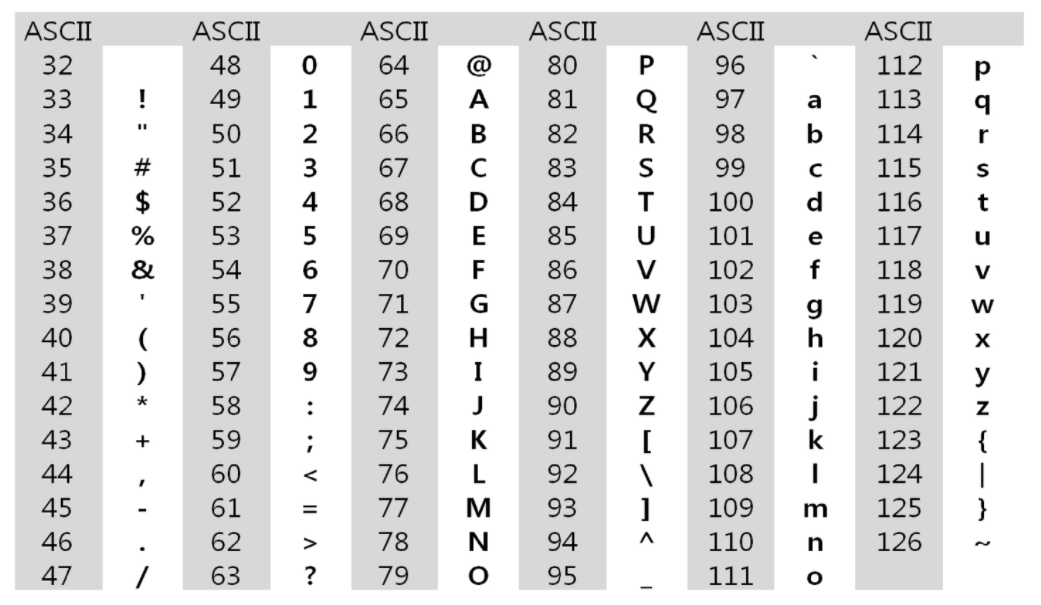 ASCII ASCII ASCII ASCII ASCII ASCII
32 48 0 64 @ 80 P 96 ` 112 p
33 ! 49 1 65 A 81 Q 97 a 113 q
34 " 50 2 66 B 82 R 98 b 114 r
35 # 51 3 67 C 83 S 99 c 115 s
36 $ 52 4 68 D 84 T 100 d 116 t
37 % 53 5 69 E 85 U 101 e 117 u
38 & 54 6 70 F 86 V 102 f 118 v
39 ' 55 7 71 G 87 W 103 g 119 w
40 ( 56 8 72 H 88 X 104 h 120 x
41 ) 57 9 73 I 89 Y 105 i 121 y
42 * 58 : 74 J 90 Z 106 j 122 z
43 + 59 ; 75 K 91 [ 107 k 123 {
44 , 60 < 76 L 92 \ 108 l 124 |
45 - 61 = 77 M 93 ] 109 m 125 }
46 . 62 > 78 N 94 ^ 110 n 126 ~
47 / 63 ? 79 O 95 _ 111 o